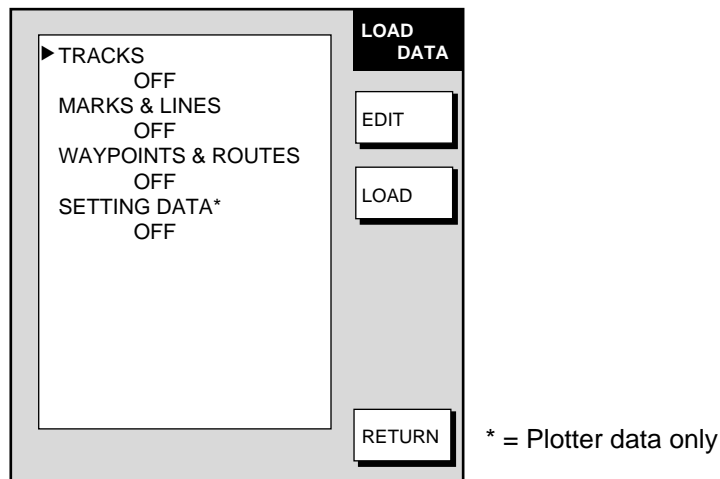 LOAD
DATA
▶TRACKS
OFF
MARKS & LINES
OFF
WAYPOINTS & ROUTES
OFF
SETTING DATA*
OFF
EDIT
LOAD
RETURN
* = Plotter data only